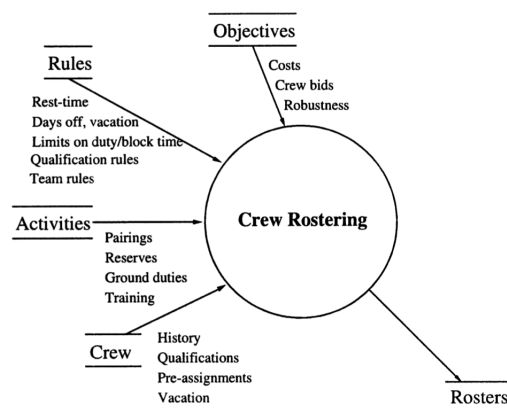 Objectives
Costs
Crew bids
Robustness
Rules
Rest-time
Days off, vacation
Limits on duty/block time
Qualification rules
Team rules
Activities
Pairings
Reserves
Ground duties
Training
Crew Rostering
Crew
History
Qualifications
Pre-assignments
Vacation
Rosters